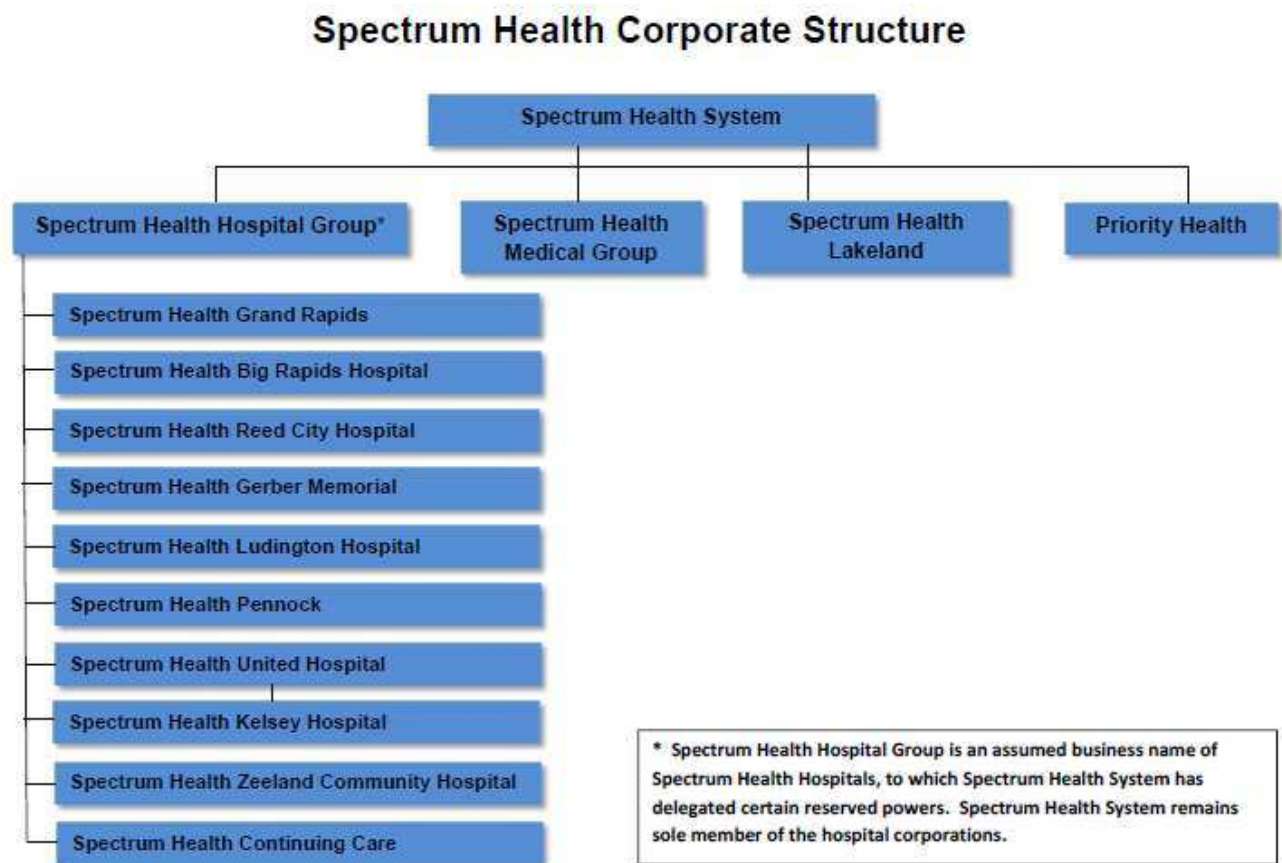 Spectrum Health Corporate Structure
Spectrum Health System
Spectrum Health Hospital Group*
Spectrum Health
Medical Group
Spectrum Health
Lakeland
Priority Health
Spectrum Health Grand Rapids
Spectrum Health Big Rapids Hospital
Spectrum Health Reed City Hospital
Spectrum Health Gerber Memorial
Spectrum Health Ludington Hospital
Spectrum Health Pennock
Spectrum Health United Hospital
Spectrum Health Kelsey Hospital
Spectrum Health Zeeland Community Hospital
Spectrum Health Continuing Care
* Spectrum Health Hospital Group is an assumed business name of
Spectrum Health Hospitals, to which Spectrum Health System has
delegated certain reserved powers. Spectrum Health System remains
sole member of the hospital corporations.